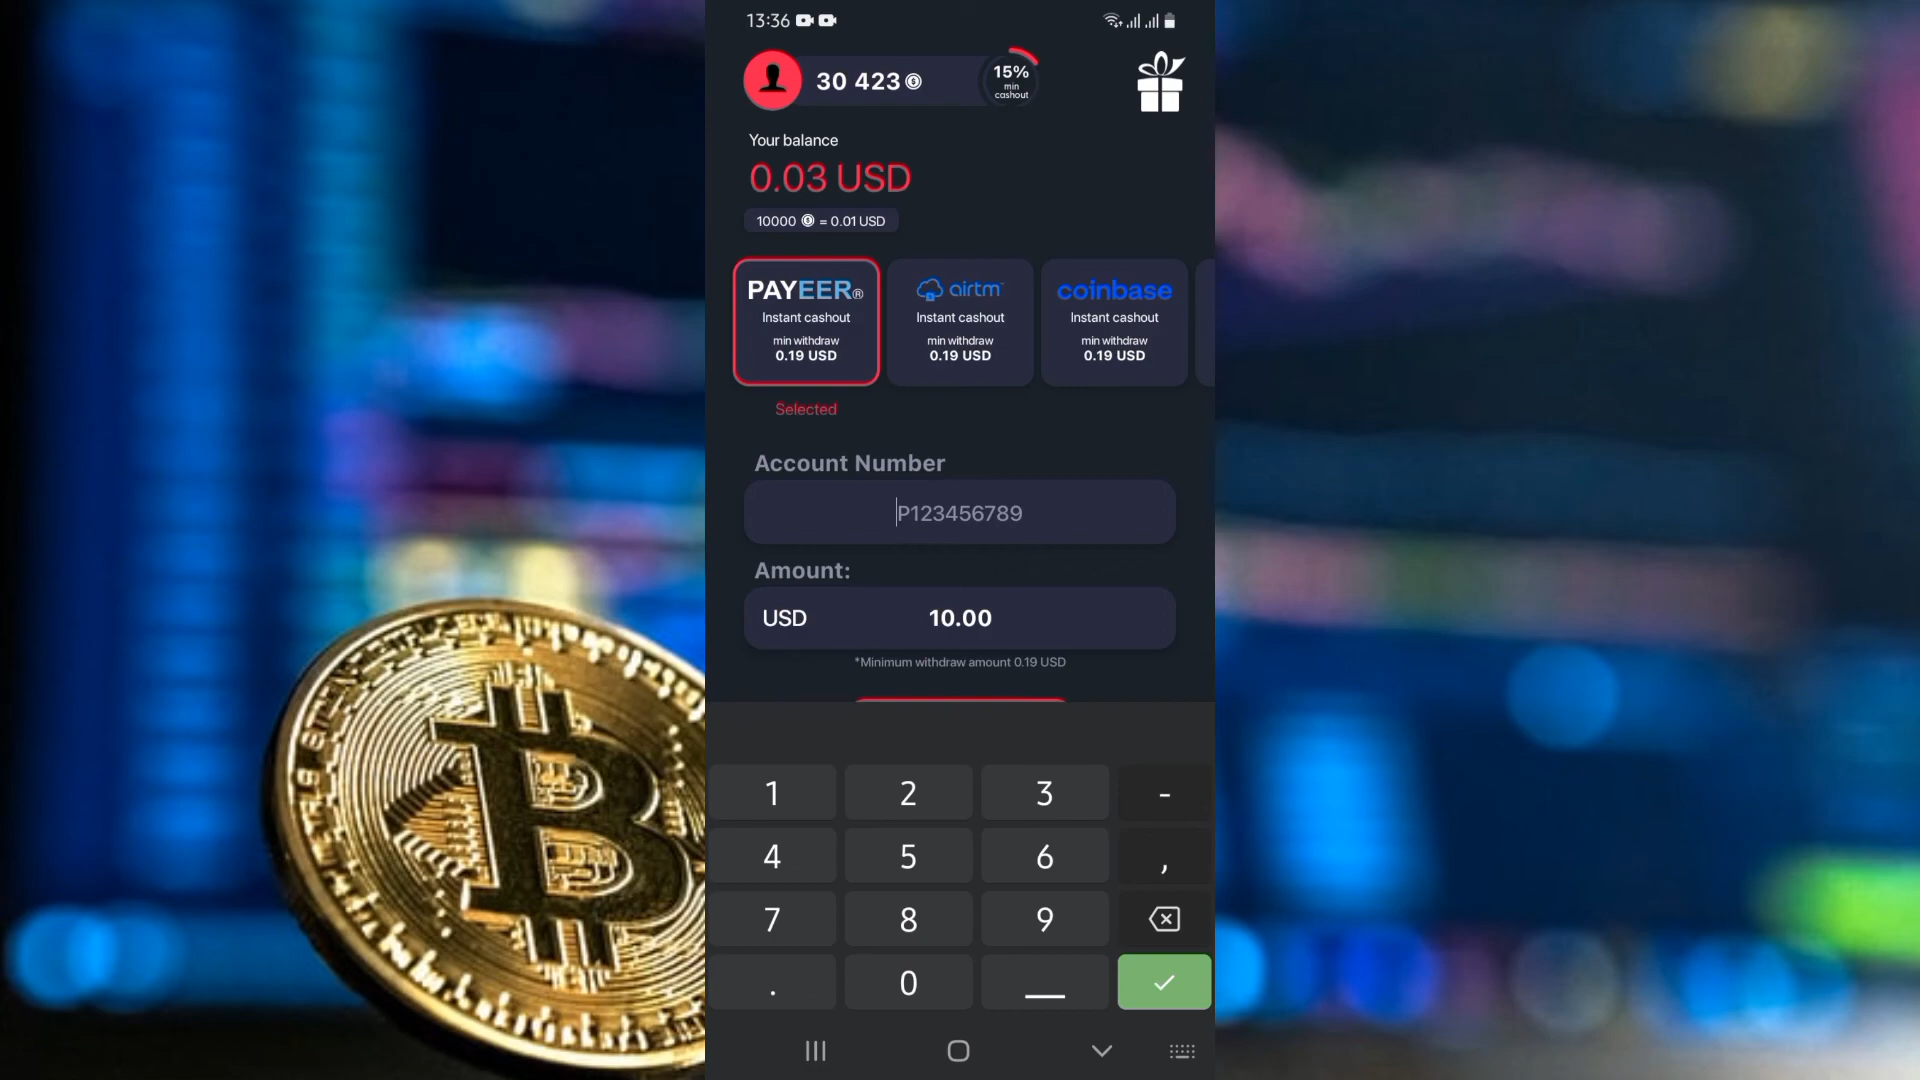 13:36
30 423
15%
min
cashout
Your balance
0.03 USD
10000 = 0.01 USD
PAYEER®
Instant cashout
min withdraw
0.19 USD
airtm
Instant cashout
min withdraw
0.19 USD
coinbase
Instant cashout
min withdraw
0.19 USD
Selected
Account Number
P123456789
Amount:
USD 10.00
*Minimum withdraw amount 0.19 USD
1 2 3 -
4 5 6 ,
7 8 9
. 0